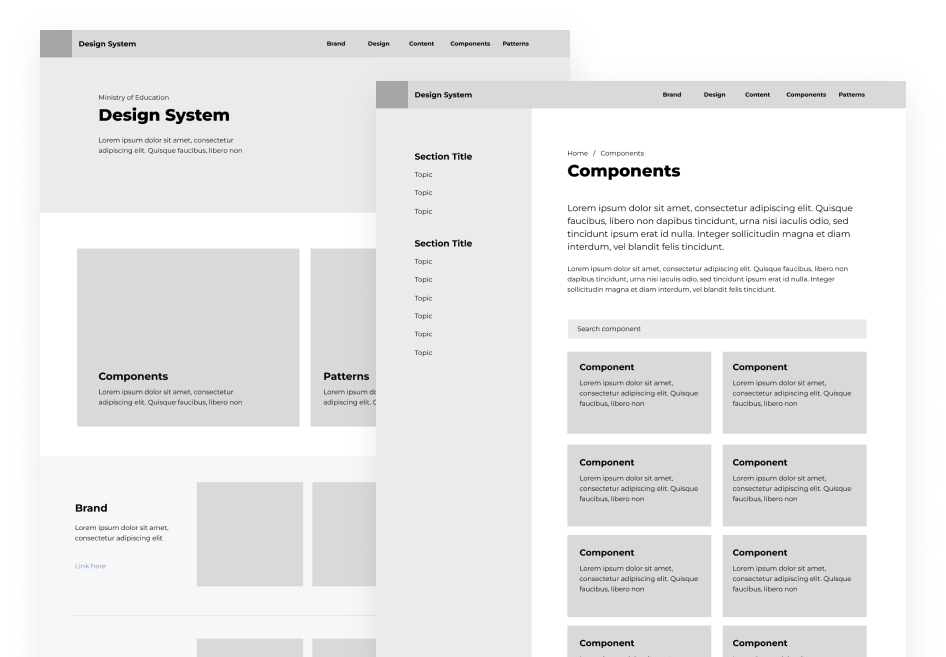 Design System
Brand Design Content Components Patterns
Ministry of Education
Design System
Lorem ipsum dolor sit amet, consectetur
adipiscing elit. Quisque faucibus, libero non
Components
Lorem ipsum dolor sit amet, consectetur
adipiscing elit. Quisque faucibus, libero non
Patterns
Lorem ipsum
adipiscing elit.
Brand
Lorem ipsum dolor sit amet,
consectetur adipiscing elit
Link here
Design System
Brand Design Content Components Patterns
Section Title
Topic
Topic
Topic
Section Title
Topic
Topic
Topic
Topic
Topic
Topic
Home / Components
Components
Lorem ipsum dolor sit amet, consectetur adipiscing elit. Quisque
faucibus, libero non dapibus tincidunt, urna nisi iaculis odio, sed
tincidunt ipsum erat id nulla. Integer sollicitudin magna et diam
interdum, vel blandit felis tincidunt.
Lorem ipsum dolor sit amet, consectetur adipiscing elit. Quisque faucibus, libero non
dapibus tincidunt, urna nisi iaculis odio, sed tincidunt ipsum erat id nulla. Integer
sollicitudin magna et diam interdum, vel blandit felis tincidunt.
Search component
Component
Lorem ipsum dolor sit amet,
consectetur adipiscing elit. Quisque
faucibus, libero non
Component
Lorem ipsum dolor sit amet,
consectetur adipiscing elit. Quisque
faucibus, libero non
Component
Lorem ipsum dolor sit amet,
consectetur adipiscing elit. Quisque
faucibus, libero non
Component
Lorem ipsum dolor sit amet,
consectetur adipiscing elit. Quisque
faucibus, libero non
Component
Lorem ipsum dolor sit amet,
consectetur adipiscing elit. Quisque
faucibus, libero non
Component
Lorem ipsum dolor sit amet,
consectetur adipiscing elit. Quisque
faucibus, libero non
Component
Component